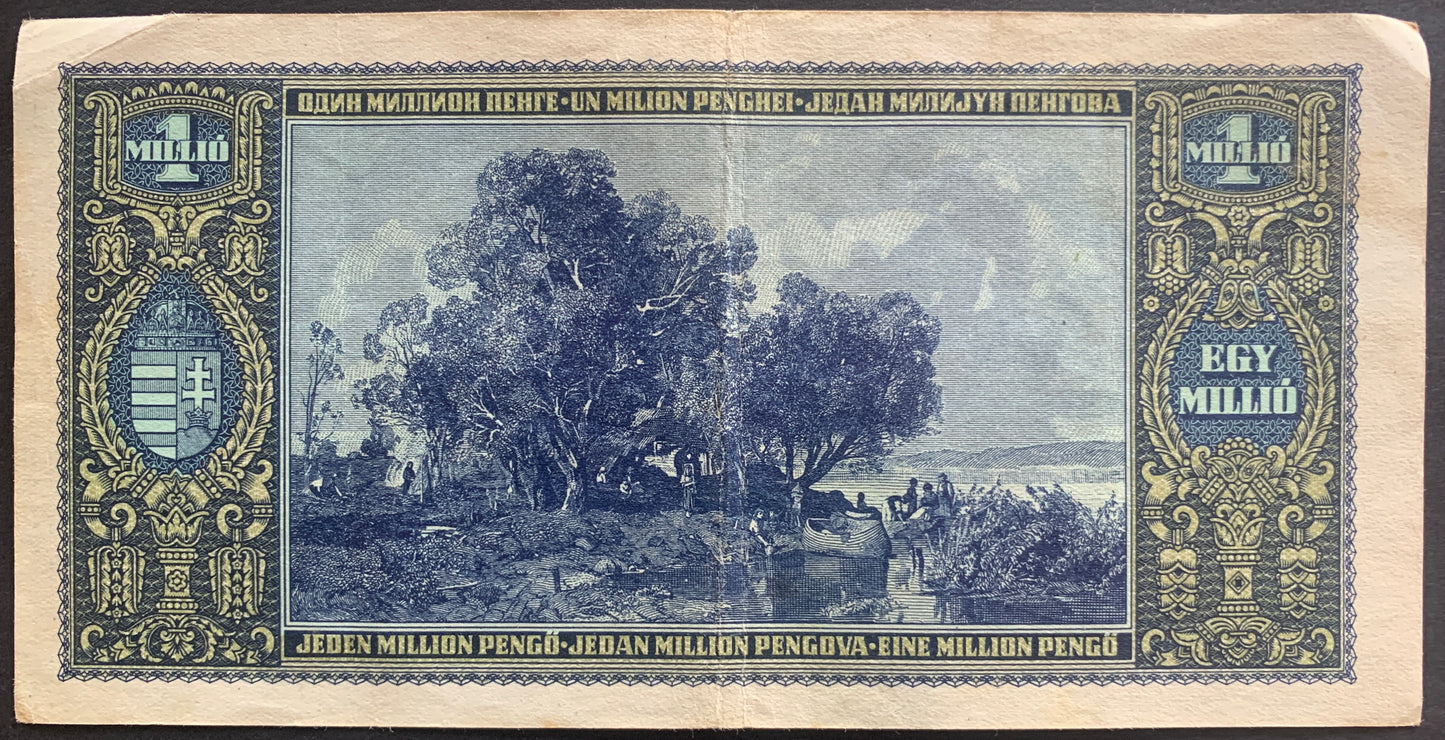 ОДИН МИЛЛИОН ПЕНГЕ·UN MILION PENGHEI·ЈЕДАН МИЛИЈУН ПЕНГОВА
1
MILLIÓ
1
MILLIÓ
EGY
MILLIÓ
JEDEN MILLION PENGŐ·JEDAN MILLION PENGOVA·EINE MILLION PENGŐ